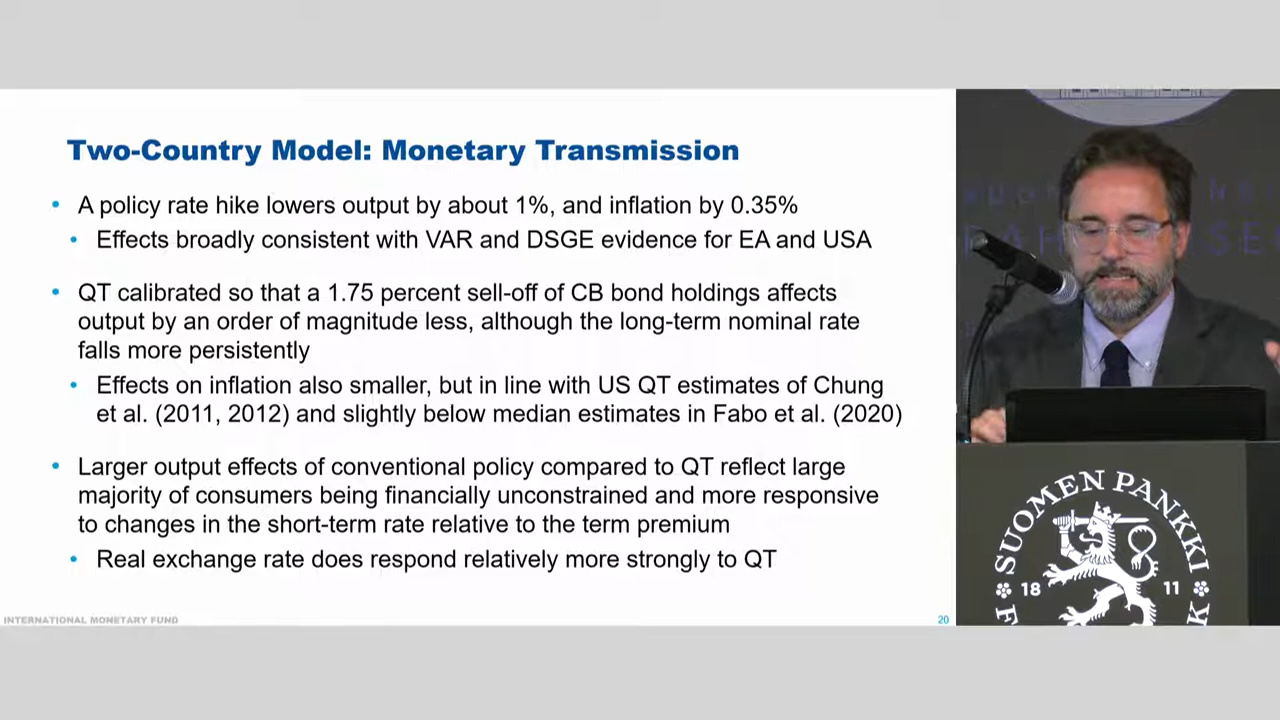 Two-Country Model: Monetary Transmission
• A policy rate hike lowers output by about 1%, and inflation by 0.35%
• Effects broadly consistent with VAR and DSGE evidence for EA and USA
• QT calibrated so that a 1.75 percent sell-off of CB bond holdings affects
output by an order of magnitude less, although the long-term nominal rate
falls more persistently
• Effects on inflation also smaller, but in line with US QT estimates of Chung
et al. (2011, 2012) and slightly below median estimates in Fabo et al. (2020)
• Larger output effects of conventional policy compared to QT reflect large
majority of consumers being financially unconstrained and more responsive
to changes in the short-term rate relative to the term premium
• Real exchange rate does respond relatively more strongly to QT
INTERNATIONAL MONETARY FUND
20
SUOMEN PANKKI
18 11